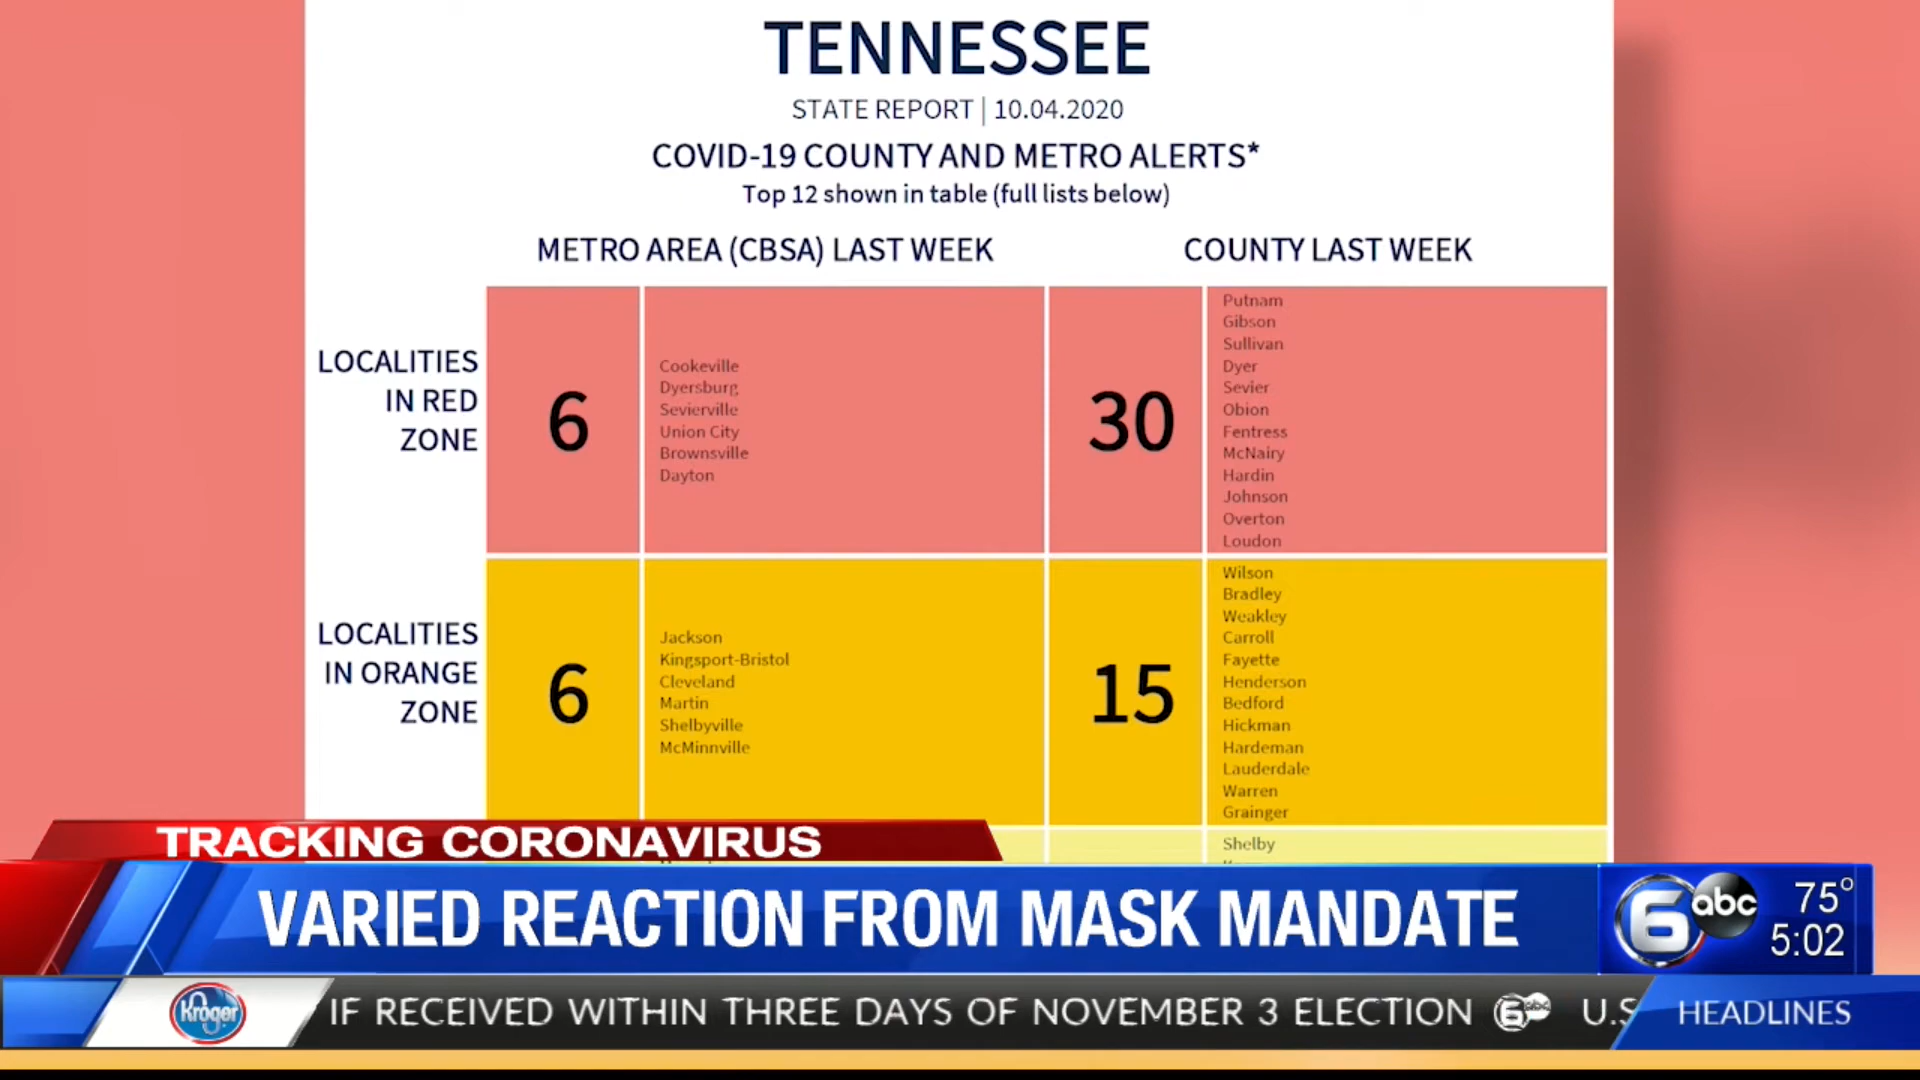 TENNESSEE
STATE REPORT | 10.04.2020
COVID-19 COUNTY AND METRO ALERTS*
Top 12 shown in table (full lists below)
METRO AREA (CBSA) LAST WEEK
COUNTY LAST WEEK
LOCALITIES
IN RED
ZONE
6
Cookeville
Dyersburg
Sevierville
Union City
Brownsville
Dayton
30
Putnam
Gibson
Sullivan
Dyer
Sevier
Obion
Fentress
McNairy
Hardin
Johnson
Overton
Loudon
LOCALITIES
IN ORANGE
ZONE
6
Jackson
Kingsport-Bristol
Cleveland
Martin
Shelbyville
McMinnville
15
Wilson
Bradley
Weakley
Carroll
Fayette
Henderson
Bedford
Hickman
Hardeman
Lauderdale
Warren
Grainger
Shelby
TRACKING CORONAVIRUS
VARIED REACTION FROM MASK MANDATE
6 abc
75°
5:02
Kroger
IF RECEIVED WITHIN THREE DAYS OF NOVEMBER 3 ELECTION 6 abc U.S
HEADLINES